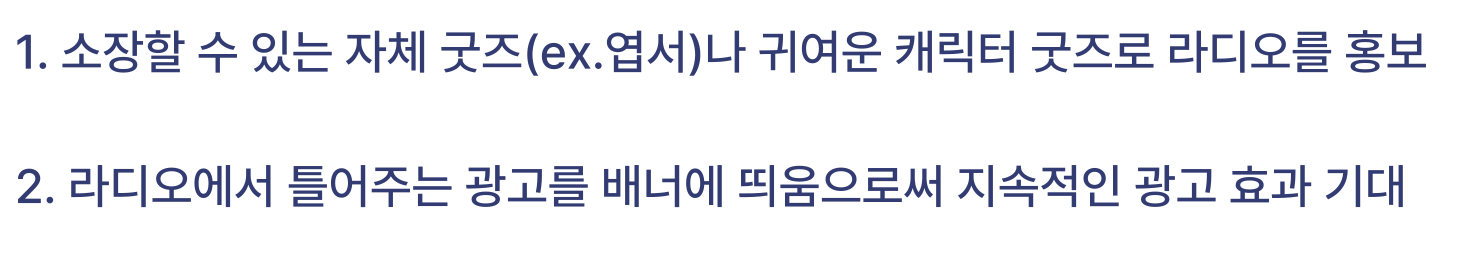 1. 소장할 수 있는 자체 굿즈(ex.엽서)나 귀여운 캐릭터 굿즈로 라디오를 홍보
2. 라디오에서 틀어주는 광고를 배너에 띄움으로써 지속적인 광고 효과 기대